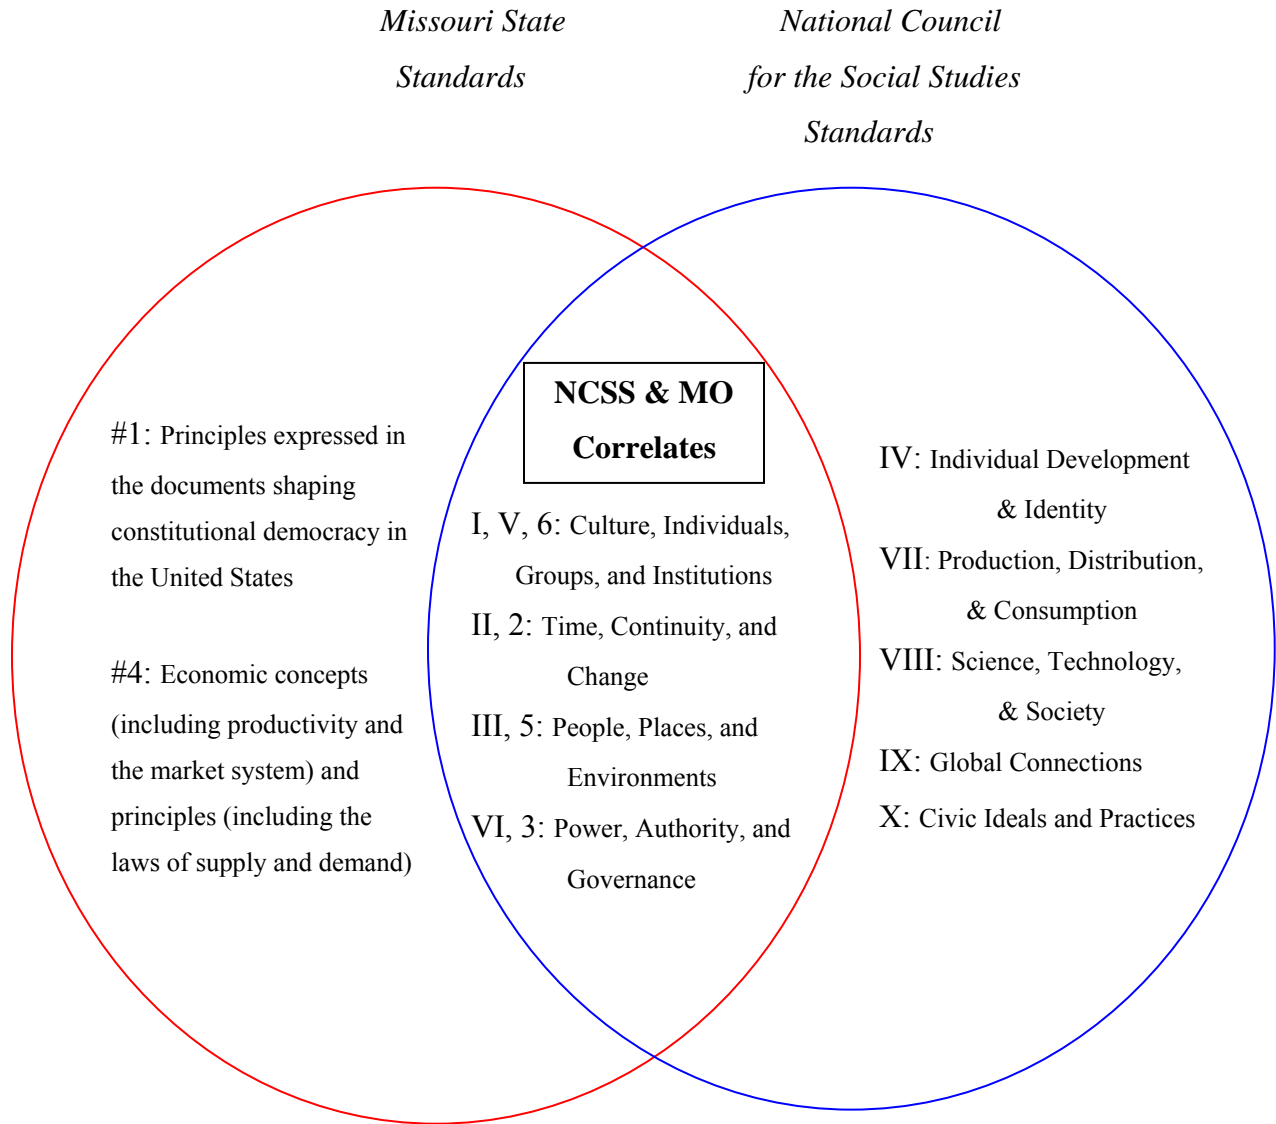 Missouri State
Standards
National Council
for the Social Studies
Standards
#1: Principles expressed in
the documents shaping
constitutional democracy in
the United States
#4: Economic concepts
(including productivity and
the market system) and
principles (including the
laws of supply and demand)
NCSS & MO
Correlates
I, V, 6: Culture, Individuals,
Groups, and Institutions
II, 2: Time, Continuity, and
Change
III, 5: People, Places, and
Environments
VI, 3: Power, Authority, and
Governance
IV: Individual Development
& Identity
VII: Production, Distribution,
& Consumption
VIII: Science, Technology,
& Society
IX: Global Connections
X: Civic Ideals and Practices